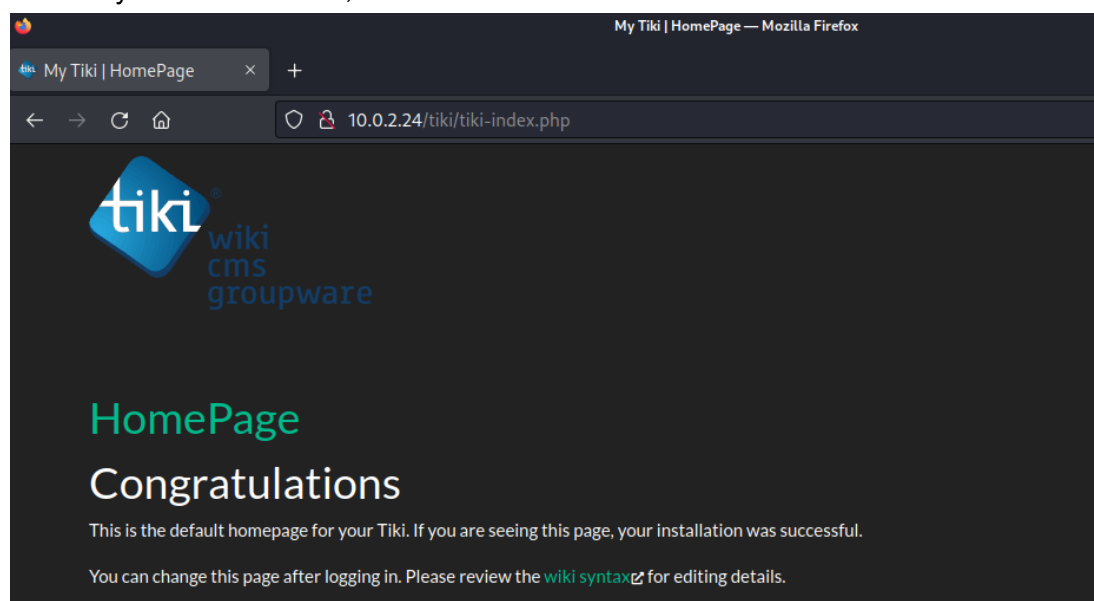 My Tiki | HomePage — Mozilla Firefox
My Tiki | HomePage × +
10.0.2.24/tiki/tiki-index.php
tiki®
wiki
cms
groupware
HomePage
Congratulations
This is the default homepage for your Tiki. If you are seeing this page, your installation was successful.
You can change this page after logging in. Please review the wiki syntax for editing details.